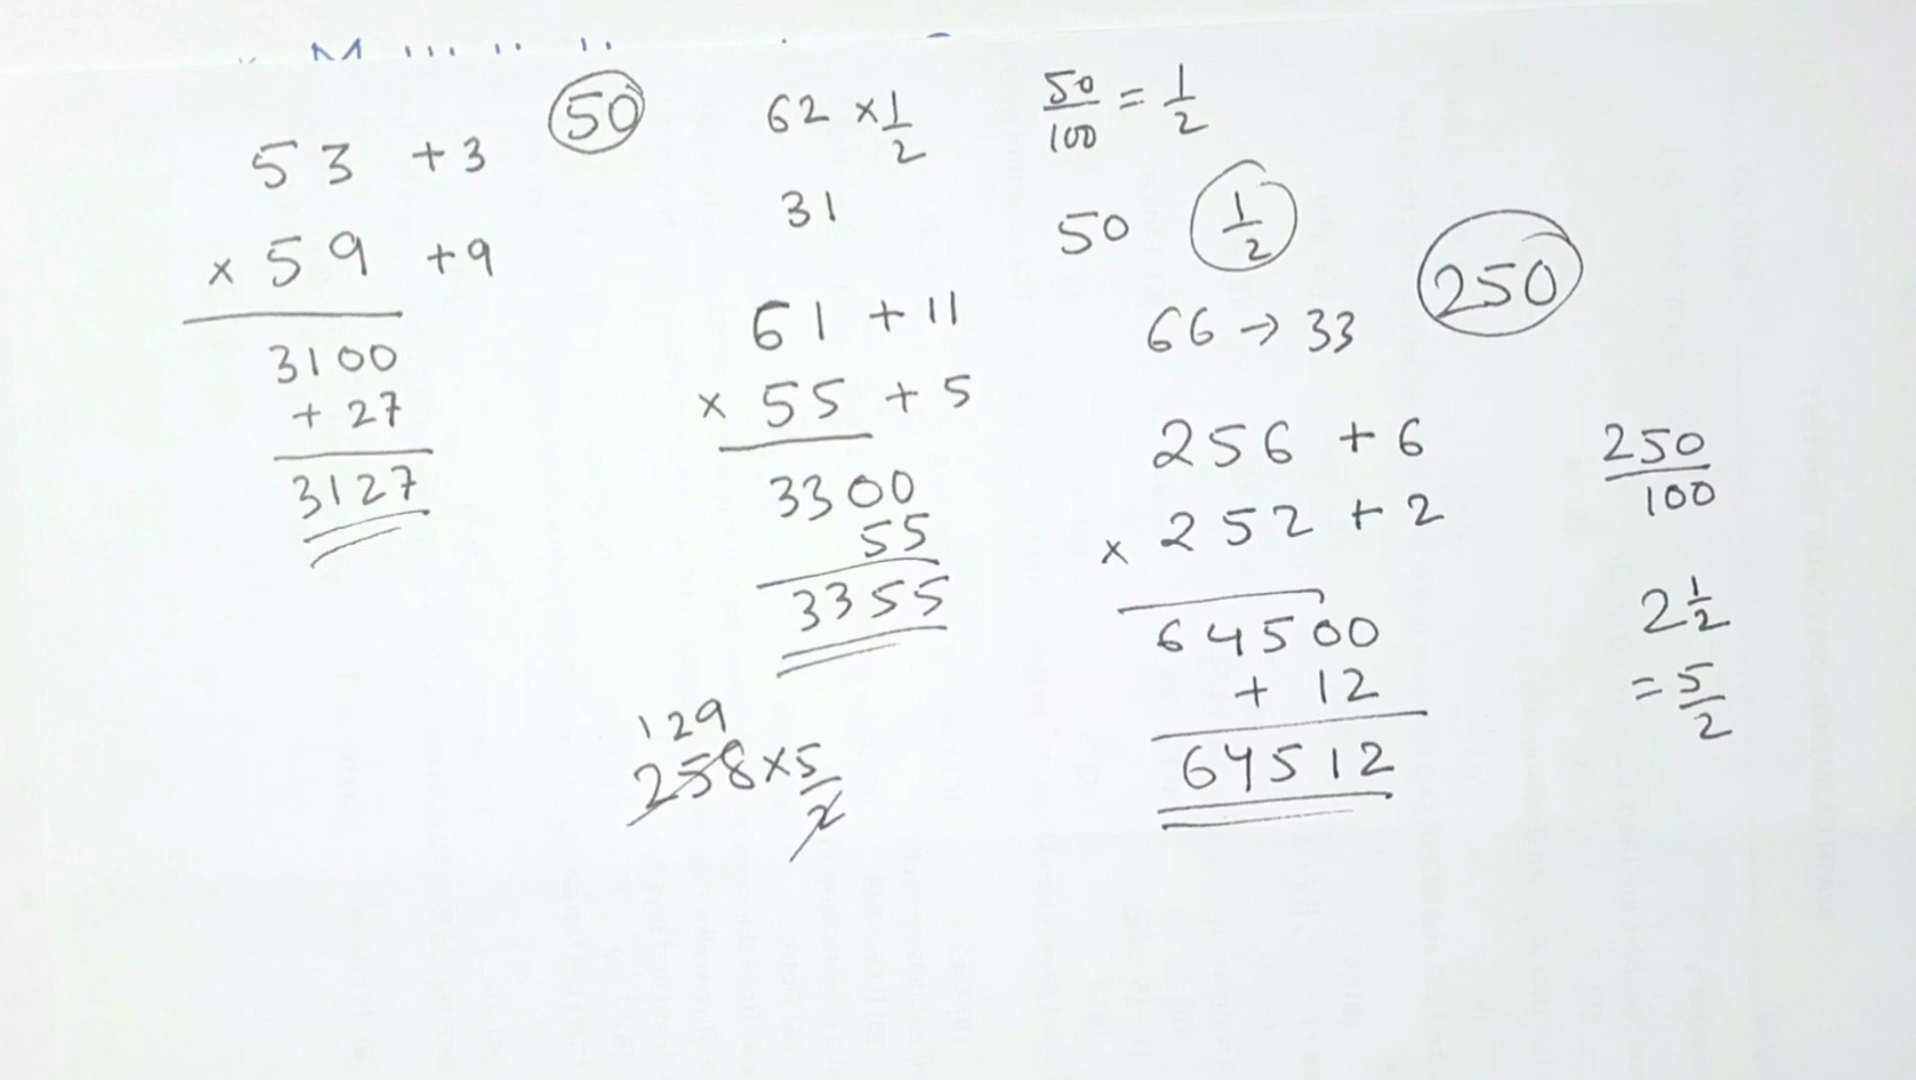 53 +3
× 59 +9
3100
+ 27
3127
50
62 × 1/2
31
61 + 11
× 55 + 5
3300
55
3355
129
258 × 5/2
50/100 = 1/2
50 1/2
66 → 33
250
256 + 6
× 252 + 2
64500
+ 12
64512
250/100
2 1/2
= 5/2